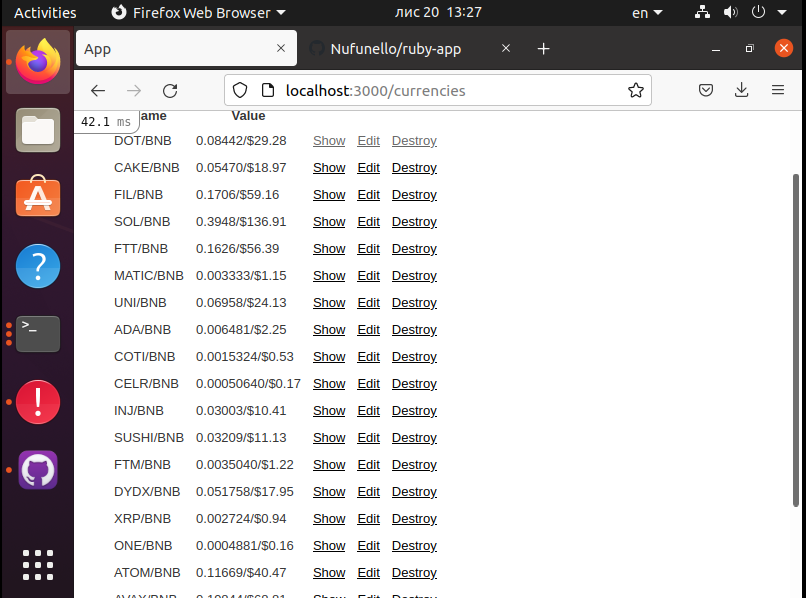 Activities Firefox Web Browser лис 20 13:27 en
App Nufunello/ruby-app
localhost:3000/currencies
42.1 ms ame Value
DOT/BNB 0.08442/$29.28 Show Edit Destroy
CAKE/BNB 0.05470/$18.97 Show Edit Destroy
FIL/BNB 0.1706/$59.16 Show Edit Destroy
SOL/BNB 0.3948/$136.91 Show Edit Destroy
FTT/BNB 0.1626/$56.39 Show Edit Destroy
MATIC/BNB 0.003333/$1.15 Show Edit Destroy
UNI/BNB 0.06958/$24.13 Show Edit Destroy
ADA/BNB 0.006481/$2.25 Show Edit Destroy
COTI/BNB 0.0015324/$0.53 Show Edit Destroy
CELR/BNB 0.00050640/$0.17 Show Edit Destroy
INJ/BNB 0.03003/$10.41 Show Edit Destroy
SUSHI/BNB 0.03209/$11.13 Show Edit Destroy
FTM/BNB 0.0035040/$1.22 Show Edit Destroy
DYDX/BNB 0.051758/$17.95 Show Edit Destroy
XRP/BNB 0.002724/$0.94 Show Edit Destroy
ONE/BNB 0.0004881/$0.16 Show Edit Destroy
ATOM/BNB 0.11669/$40.47 Show Edit Destroy